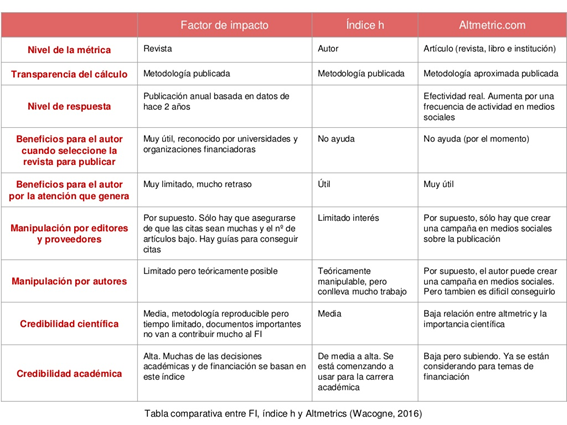 Factor de impacto Índice h Altmetric.com
Nivel de la métrica Revista Autor Artículo (revista, libro e institución)
Transparencia del cálculo Metodología publicada Metodología publicada Metodología aproximada publicada
Nivel de respuesta
Publicación anual basada en datos de
hace 2 años
Efectividad real. Aumenta por una
frecuencia de actividad en medios
sociales
Beneficios para el autor
cuando seleccione la
revista para publicar
Muy útil, reconocido por universidades y
organizaciones financiadoras
No ayuda
No ayuda (por el momento)
Beneficios para el autor
por la atención que genera
Muy limitado, mucho retraso
Útil
Muy útil
Manipulación por editores
y proveedores
Por supuesto. Sólo hay que asegurarse
de que las citas sean muchas y el nº de
artículos bajo. Hay guías para conseguir
citas
Limitado interés
Por supuesto, sólo hay que crear
una campaña en medios sociales
sobre la publicación
Manipulación por autores
Limitado pero teóricamente posible
Teóricamente
manipulable, pero
conlleva mucho trabajo
Por supuesto, el autor puede crear
una campaña en medios sociales.
Pero tambien es dificil conseguirlo
Credibilidad científica
Media, metodología reproducible pero
tiempo limitado, documentos importantes
no van a contribuir mucho al FI
Media
Baja relación entre altmetric y la
importancia científica
Credibilidad académica
Alta. Muchas de las decisiones
académicas y de financiación se basan en
este índice
De media a alta. Se
está comenzando a
usar para la carrera
académica
Baja pero subiendo. Ya se están
considerando para temas de
financiación
Tabla comparativa entre FI, índice h y Altmetrics (Wacogne, 2016)